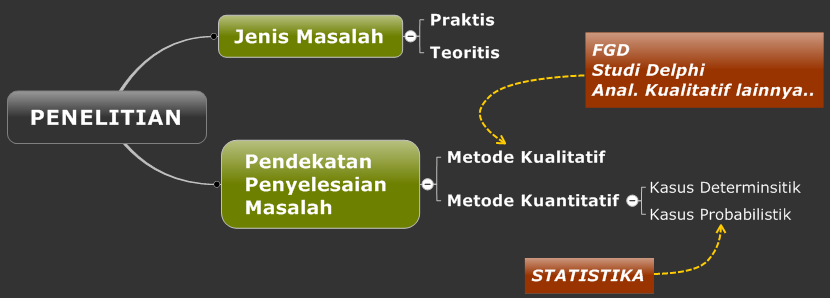 PENELITIAN
Jenis Masalah
Praktis
Teoritis
Pendekatan
Penyelesaian
Masalah
Metode Kualitatif
Metode Kuantitatif
Kasus Determinsitik
Kasus Probabilistik
FGD
Studi Delphi
Anal. Kualitatif lainnya..
STATISTIKA